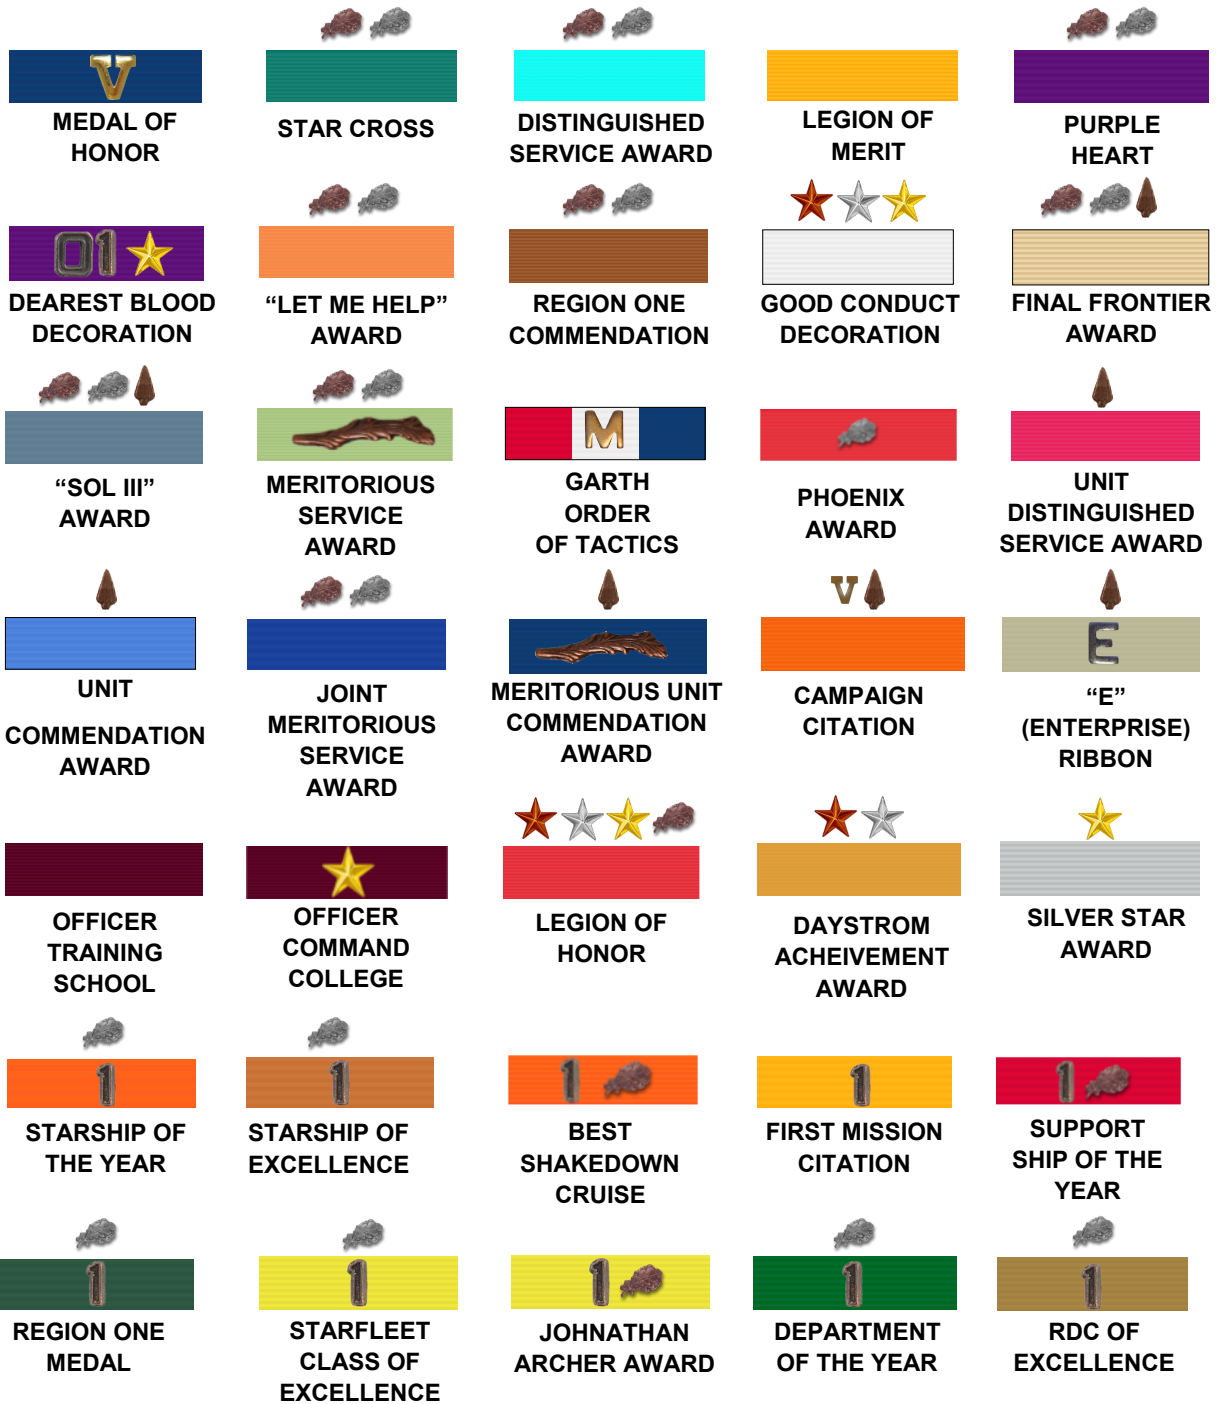 V
MEDAL OF
HONOR
STAR CROSS
DISTINGUISHED
SERVICE AWARD
LEGION OF
MERIT
PURPLE
HEART
01
DEAREST BLOOD
DECORATION
“LET ME HELP”
AWARD
REGION ONE
COMMENDATION
GOOD CONDUCT
DECORATION
FINAL FRONTIER
AWARD
“SOL III”
AWARD
MERITORIOUS
SERVICE
AWARD
M
GARTH
ORDER
OF TACTICS
PHOENIX
AWARD
UNIT
DISTINGUISHED
SERVICE AWARD
UNIT
COMMENDATION
AWARD
JOINT
MERITORIOUS
SERVICE
AWARD
MERITORIOUS UNIT
COMMENDATION
AWARD
V
CAMPAIGN
CITATION
E
“E”
(ENTERPRISE)
RIBBON
OFFICER
TRAINING
SCHOOL
OFFICER
COMMAND
COLLEGE
LEGION OF
HONOR
DAYSTROM
ACHEIVEMENT
AWARD
SILVER STAR
AWARD
1
STARSHIP OF
THE YEAR
1
STARSHIP OF
EXCELLENCE
1
BEST
SHAKEDOWN
CRUISE
1
FIRST MISSION
CITATION
1
SUPPORT
SHIP OF THE
YEAR
1
REGION ONE
MEDAL
1
STARFLEET
CLASS OF
EXCELLENCE
1
JOHNATHAN
ARCHER AWARD
1
DEPARTMENT
OF THE YEAR
1
RDC OF
EXCELLENCE